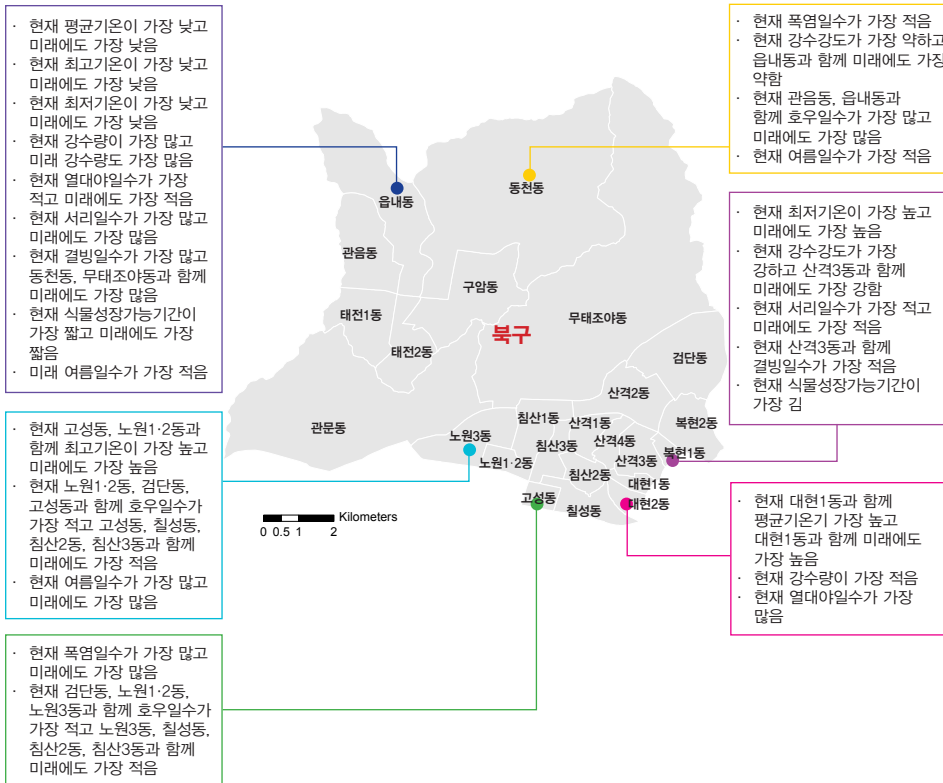 · 현재 평균기온이 가장 낮고
미래에도 가장 낮음
· 현재 최고기온이 가장 낮고
미래에도 가장 낮음
· 현재 최저기온이 가장 낮고
미래에도 가장 낮음
· 현재 강수량이 가장 많고
미래 강수량도 가장 많음
· 현재 열대야일수가 가장
적고 미래에도 가장 적음
· 현재 서리일수가 가장 많고
미래에도 가장 많음
· 현재 결빙일수가 가장 많고
동천동, 무태조야동과 함께
미래에도 가장 많음
· 현재 식물성장가능기간이
가장 짧고 미래에도 가장
짧음
· 미래 여름일수가 가장 적음
· 현재 폭염일수가 가장 적음
· 현재 강수강도가 가장 약하고
읍내동과 함께 미래에도 가장
약함
· 현재 관음동, 읍내동과
함께 호우일수가 가장 많고
미래에도 가장 많음
· 현재 여름일수가 가장 적음
· 현재 최저기온이 가장 높고
미래에도 가장 높음
· 현재 강수강도가 가장
강하고 산격3동과 함께
미래에도 가장 강함
· 현재 서리일수가 가장 적고
미래에도 가장 적음
· 현재 산격3동과 함께
결빙일수가 가장 적음
· 현재 식물성장가능기간이
가장 김
읍내동
동천동
관음동
구암동
태전1동
무태조야동
북구
태전2동
검단동
산격2동
관문동
침산1동
산격1동
복현2동
노원3동
침산3동
산격4동
노원1·2동
산격3동
복현1동
침산2동
대현1동
고성동
대현2동
칠성동
Kilometers
0 0.5 1 2
· 현재 고성동, 노원1·2동과
함께 최고기온이 가장 높고
미래에도 가장 높음
· 현재 노원1·2동, 검단동,
고성동과 함께 호우일수가
가장 적고 고성동, 칠성동,
침산2동, 침산3동과 함께
미래에도 가장 적음
· 현재 여름일수가 가장 많고
미래에도 가장 많음
· 현재 대현1동과 함께
평균기온기 가장 높고
대현1동과 함께 미래에도
가장 높음
· 현재 강수량이 가장 적음
· 현재 열대야일수가 가장
많음
· 현재 폭염일수가 가장 많고
미래에도 가장 많음
· 현재 검단동, 노원1·2동,
노원3동과 함께 호우일수가
가장 적고 노원3동, 칠성동,
침산2동, 침산3동과 함께
미래에도 가장 적음